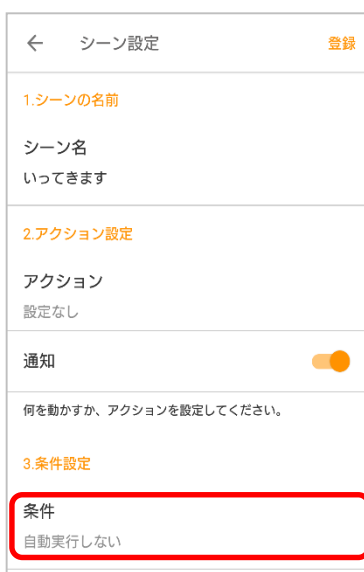 ← シーン設定 登録
1.シーンの名前
シーン名
いってきます
2.アクション設定
アクション
設定なし
通知
何を動かすか、アクションを設定してください。
3.条件設定
条件
自動実行しない